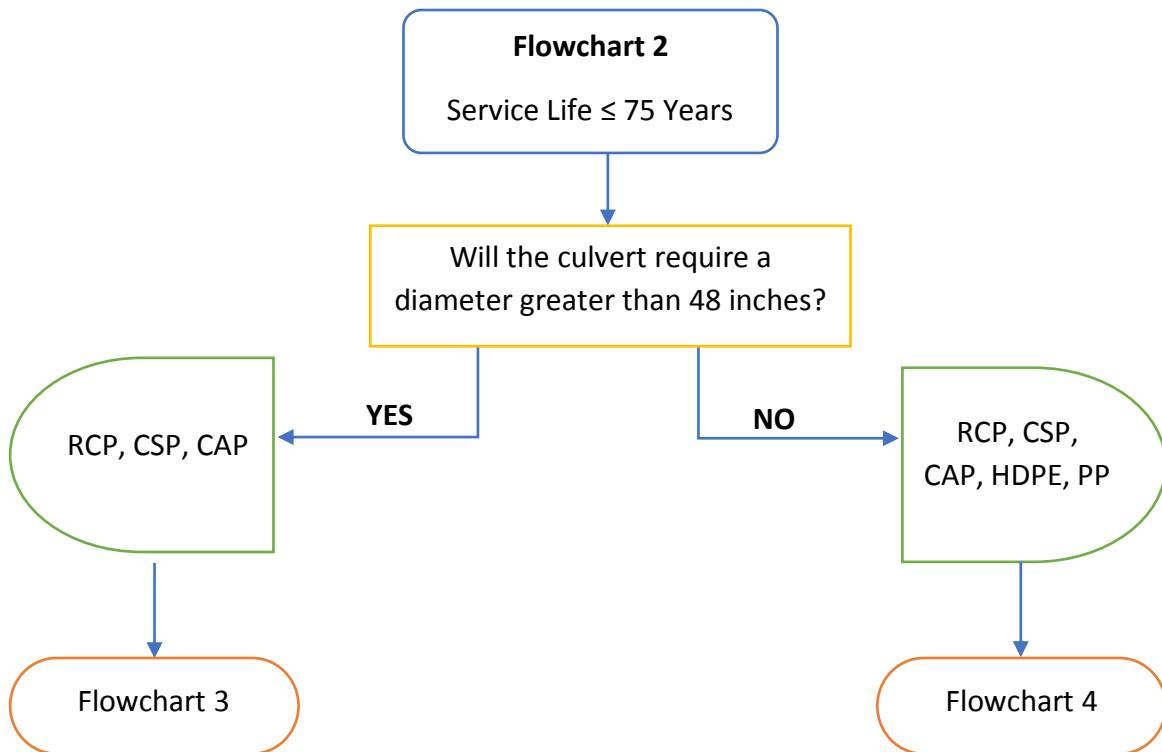 Flowchart 2
Service Life ≤ 75 Years
Will the culvert require a
diameter greater than 48 inches?
YES
NO
RCP, CSP, CAP
RCP, CSP,
CAP, HDPE, PP
Flowchart 3
Flowchart 4